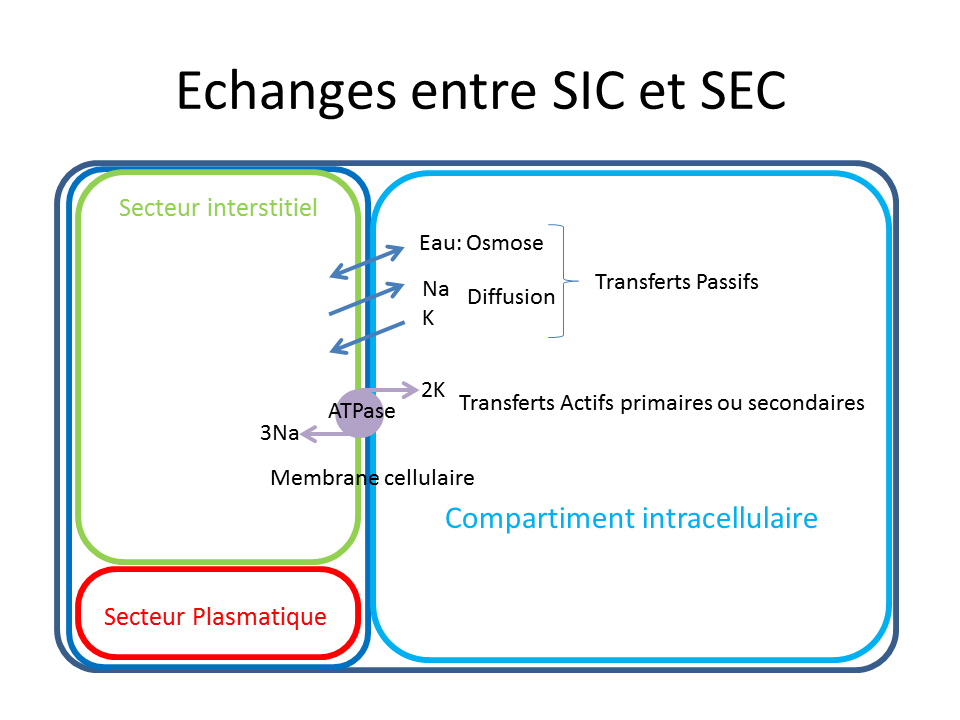 Echanges entre SIC et SEC
Secteur interstitiel
Eau: Osmose
Na
Diffusion
K
Transferts Passifs
2K
ATPase
Transferts Actifs primaires ou secondaires
3Na
Membrane cellulaire
Compartiment intracellulaire
Secteur Plasmatique